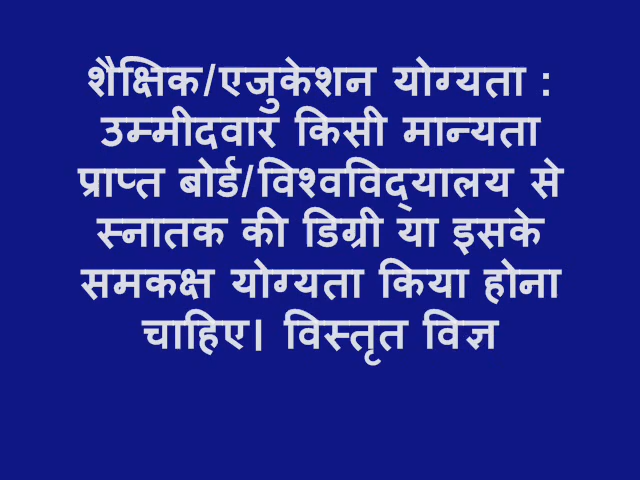 शैक्षिक/एजुकेशन योग्यता :
उम्मीदवार किसी मान्यता
प्राप्त बोर्ड/विश्वविद्‌यालय से
स्नातक की डिग्री या इसके
समकक्ष योग्यता किया होना
चाहिए। विस्तृत विज्ञ